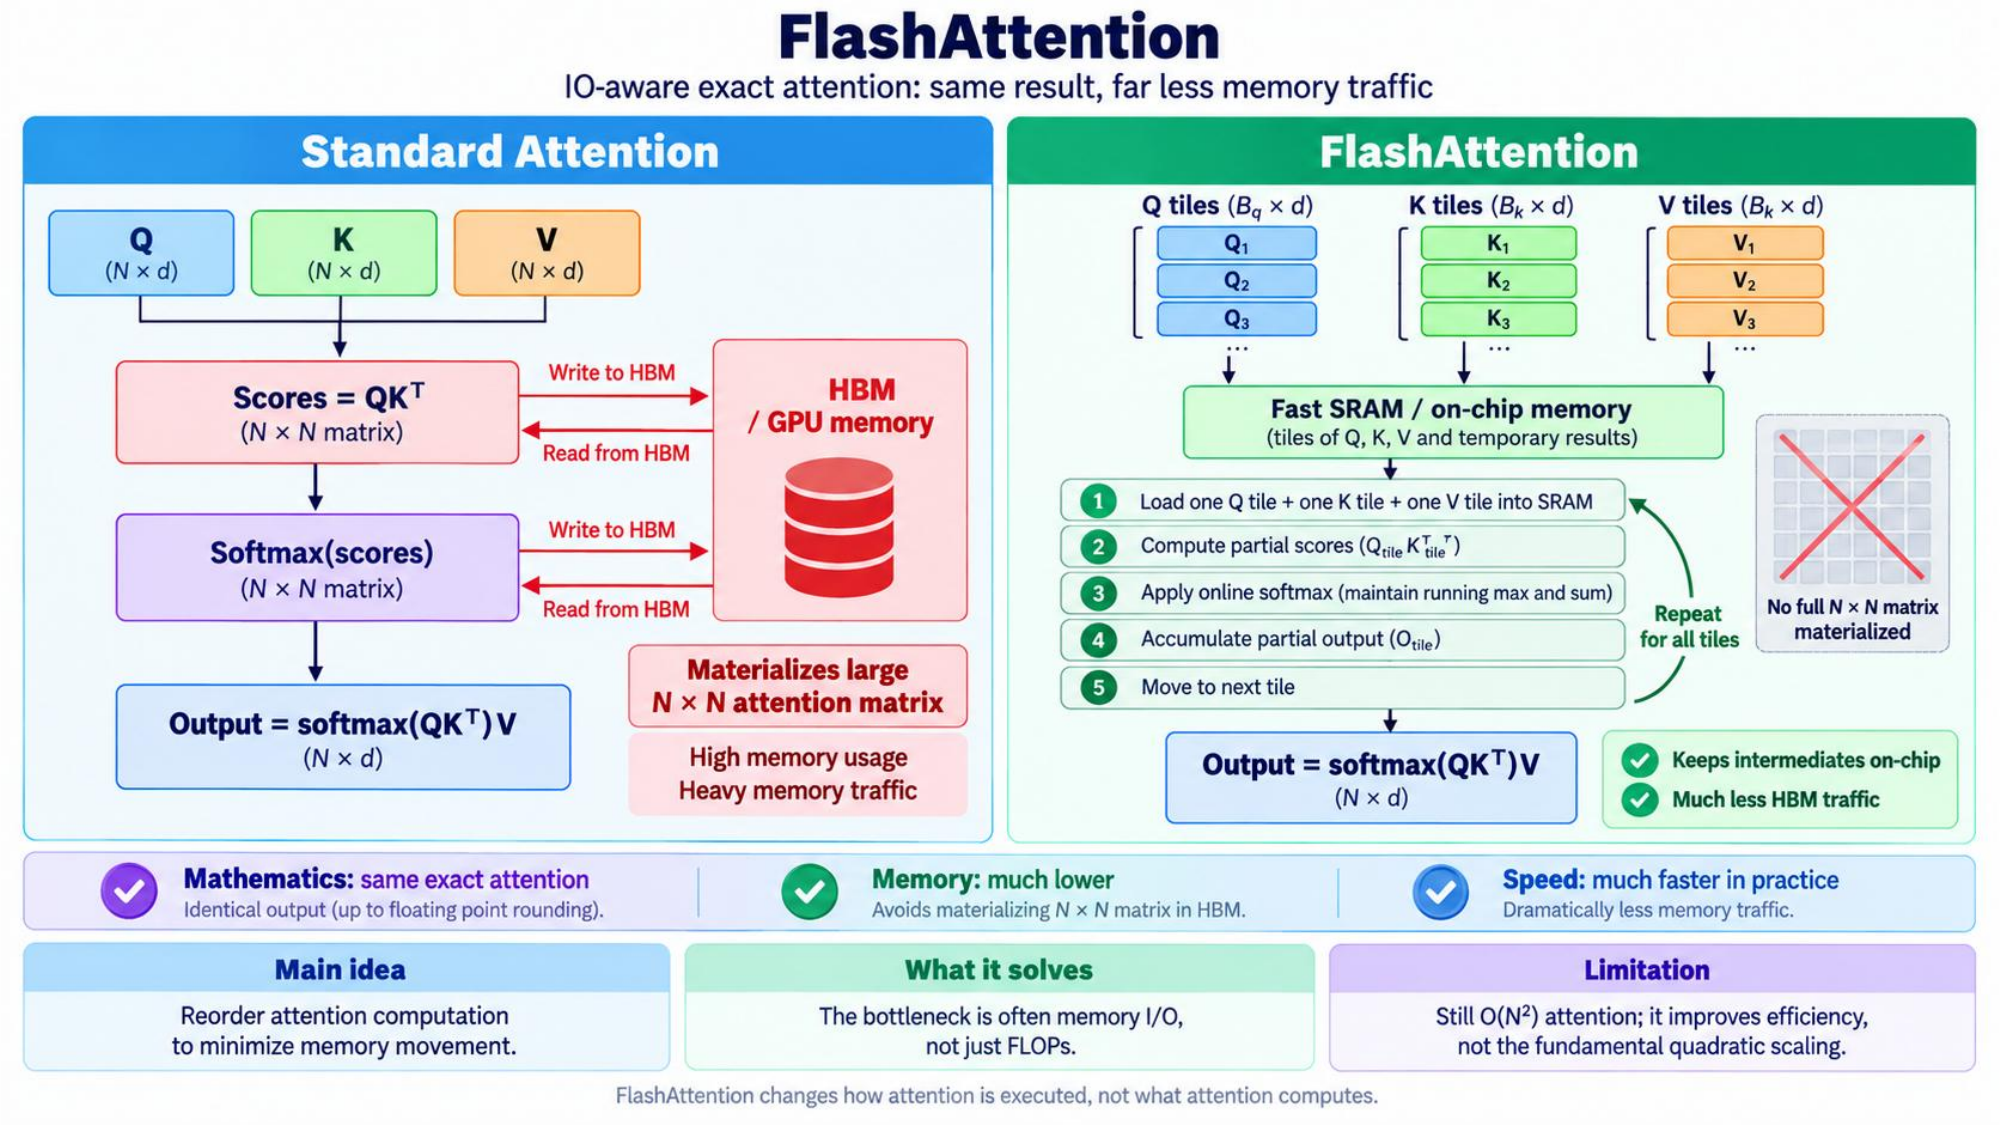 FlashAttention
IO-aware exact attention: same result, far less memory traffic
Standard Attention
Q
(N × d)
K
(N × d)
V
(N × d)
Scores = QKᵀ
(N × N matrix)
Write to HBM
Read from HBM
HBM
/ GPU memory
Softmax(scores)
(N × N matrix)
Write to HBM
Read from HBM
Output = softmax(QKᵀ)V
(N × d)
Materializes large
N × N attention matrix
High memory usage
Heavy memory traffic
FlashAttention
Q tiles (B_q × d)
Q₁
Q₂
Q₃
...
K tiles (B_k × d)
K₁
K₂
K₃
...
V tiles (B_k × d)
V₁
V₂
V₃
...
Fast SRAM / on-chip memory
(tiles of Q, K, V and temporary results)
1 Load one Q tile + one K tile + one V tile into SRAM
2 Compute partial scores (Q_tile Kᵀ_tileᵀ)
3 Apply online softmax (maintain running max and sum)
4 Accumulate partial output (O_tile)
5 Move to next tile
Repeat
for all tiles
No full N × N matrix
materialized
Output = softmax(QKᵀ)V
(N × d)
Keeps intermediates on-chip
Much less HBM traffic
Mathematics: same exact attention
Identical output (up to floating point rounding).
Memory: much lower
Avoids materializing N × N matrix in HBM.
Speed: much faster in practice
Dramatically less memory traffic.
Main idea
Reorder attention computation
to minimize memory movement.
What it solves
The bottleneck is often memory I/O,
not just FLOPs.
Limitation
Still O(N²) attention; it improves efficiency,
not the fundamental quadratic scaling.
FlashAttention changes how attention is executed, not what attention computes.